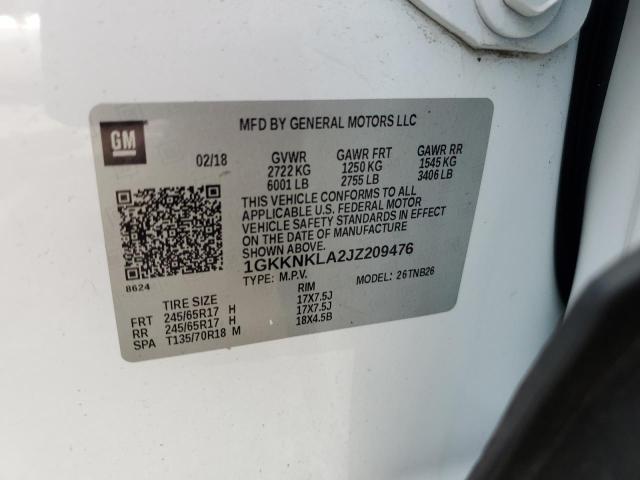 GM
MFD BY GENERAL MOTORS LLC
02/18 GVWR GAWR FRT GAWR RR
2722 KG 1250 KG 1545 KG
6001 LB 2755 LB 3406 LB
THIS VEHICLE CONFORMS TO ALL
APPLICABLE U.S. FEDERAL MOTOR
VEHICLE SAFETY STANDARDS IN EFFECT
ON THE DATE OF MANUFACTURE
SHOWN ABOVE.
1GKKNKLA2JZ209476
TYPE: M.P.V. MODEL: 26TNB26
8624
TIRE SIZE RIM
FRT 245/65R17 H 17X7.5J
RR 245/65R17 H 17X7.5J
SPA T135/70R18 M 18X4.5B